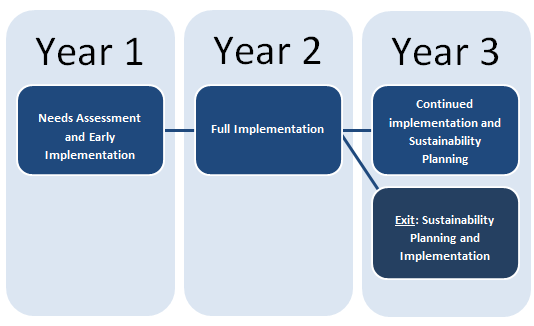 Year 1
Needs Assessment
and Early
Implementation
Year 2
Full Implementation
Year 3
Continued
implementation and
Sustainability
Planning
Exit: Sustainability
Planning and
Implementation